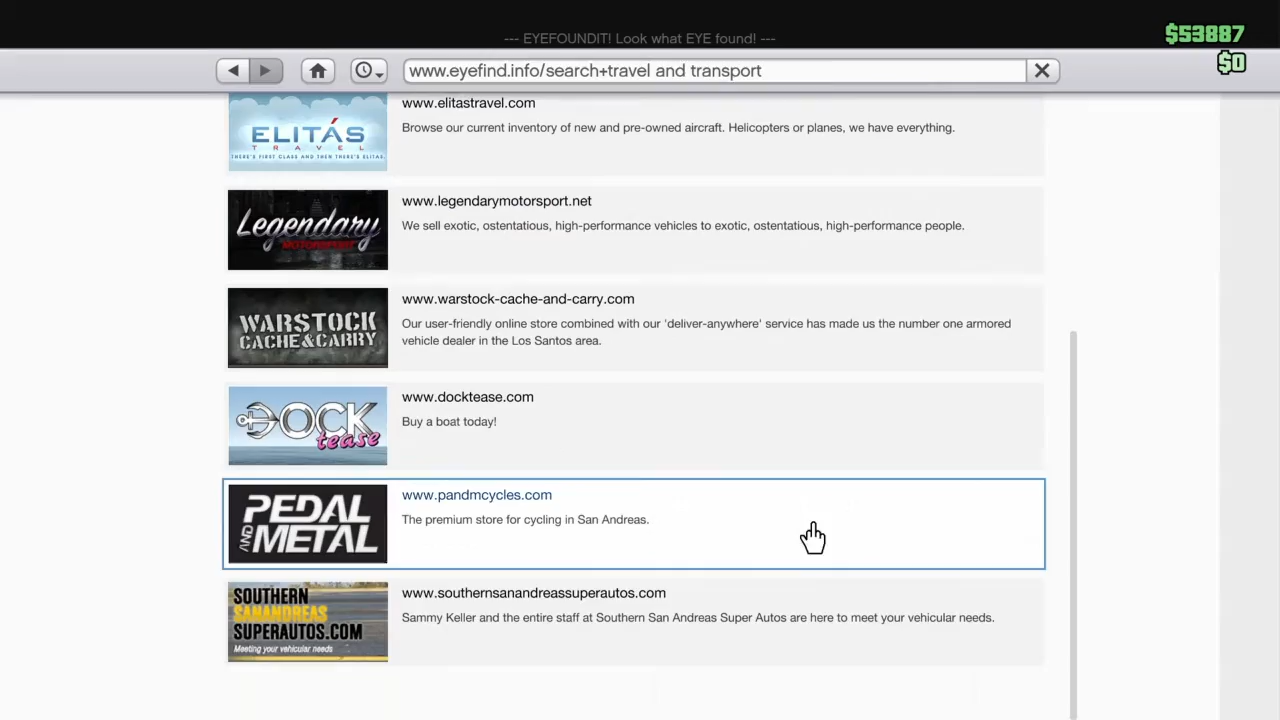 --- EYEFOUNDIT! Look what EYE found! ---
$53887
$0
www.eyefind.info/search+travel and transport
ELITÁS
TRAVEL
THERE'S FIRST CLASS AND THEN THERE'S ELITAS.
www.elitastravel.com
Browse our current inventory of new and pre-owned aircraft. Helicopters or planes, we have everything.
Legendary
MOTORSPORT
www.legendarymotorsport.net
We sell exotic, ostentatious, high-performance vehicles to exotic, ostentatious, high-performance people.
WARSTOCK
CACHE&CARRY
www.warstock-cache-and-carry.com
Our user-friendly online store combined with our 'deliver-anywhere' service has made us the number one armored
vehicle dealer in the Los Santos area.
DOCK
tease
www.docktease.com
Buy a boat today!
PEDAL
AND METAL
www.pandmcycles.com
The premium store for cycling in San Andreas.
SOUTHERN
SANANDREAS
SUPERAUTOS.COM
Meeting your vehicular needs
www.southernsanandreassuperautos.com
Sammy Keller and the entire staff at Southern San Andreas Super Autos are here to meet your vehicular needs.